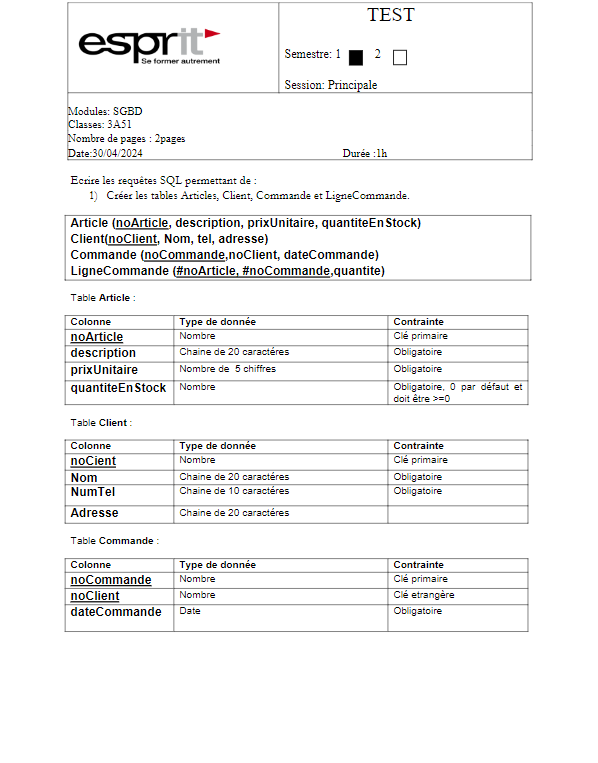 TEST
esprit
Se former autrement
Semestre: 1 2
Session: Principale
Modules: SGBD
Classes: 3A51
Nombre de pages : 2pages
Date:30/04/2024 Durée :1h
Ecrire les requêtes SQL permettant de :
1) Créer les tables Articles, Client, Commande et LigneCommande.
Article (noArticle, description, prixUnitaire, quantiteEnStock)
Client(noClient, Nom, tel, adresse)
Commande (noCommande,noClient, dateCommande)
LigneCommande (#noArticle, #noCommande,quantite)
Table Article :
Colonne Type de donnée Contrainte
noArticle Nombre Clé primaire
description Chaine de 20 caractéres Obligatoire
prixUnitaire Nombre de 5 chiffres Obligatoire
quantiteEnStock Nombre Obligatoire, 0 par défaut et
doit être >=0
Table Client :
Colonne Type de donnée Contrainte
noCient Nombre Clé primaire
Nom Chaine de 20 caractéres Obligatoire
NumTel Chaine de 10 caractéres Obligatoire
Adresse Chaine de 20 caractéres
Table Commande :
Colonne Type de donnée Contrainte
noCommande Nombre Clé primaire
noClient Nombre Clé etrangère
dateCommande Date Obligatoire